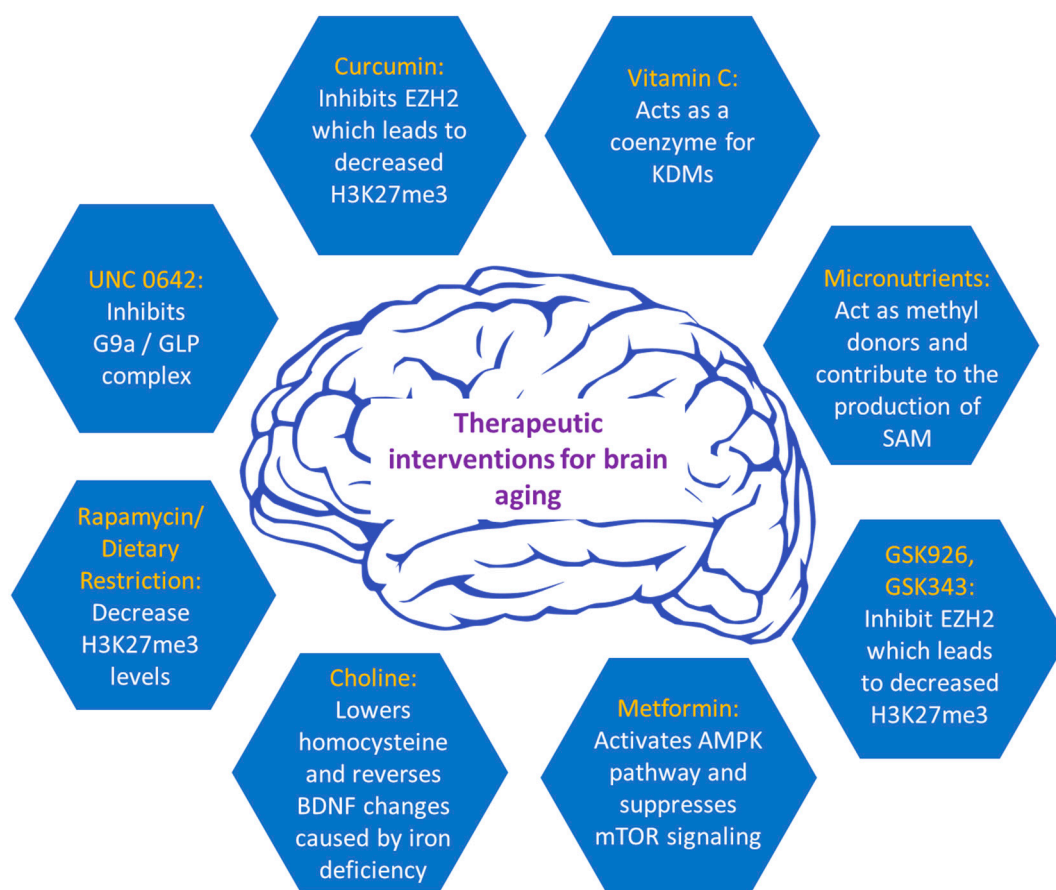 Curcumin:
Inhibits EZH2
which leads to
decreased
H3K27me3
Vitamin C:
Acts as a
coenzyme for
KDMs
UNC 0642:
Inhibits
G9a / GLP
complex
Micronutrients:
Act as methyl
donors and
contribute to the
production of
SAM
Therapeutic
interventions for brain
aging
Rapamycin/
Dietary
Restriction:
Decrease
H3K27me3
levels
GSK926,
GSK343:
Inhibit EZH2
which leads
to decreased
H3K27me3
Choline:
Lowers
homocysteine
and reverses
BDNF changes
caused by iron
deficiency
Metformin:
Activates AMPK
pathway and
suppresses
mTOR signaling